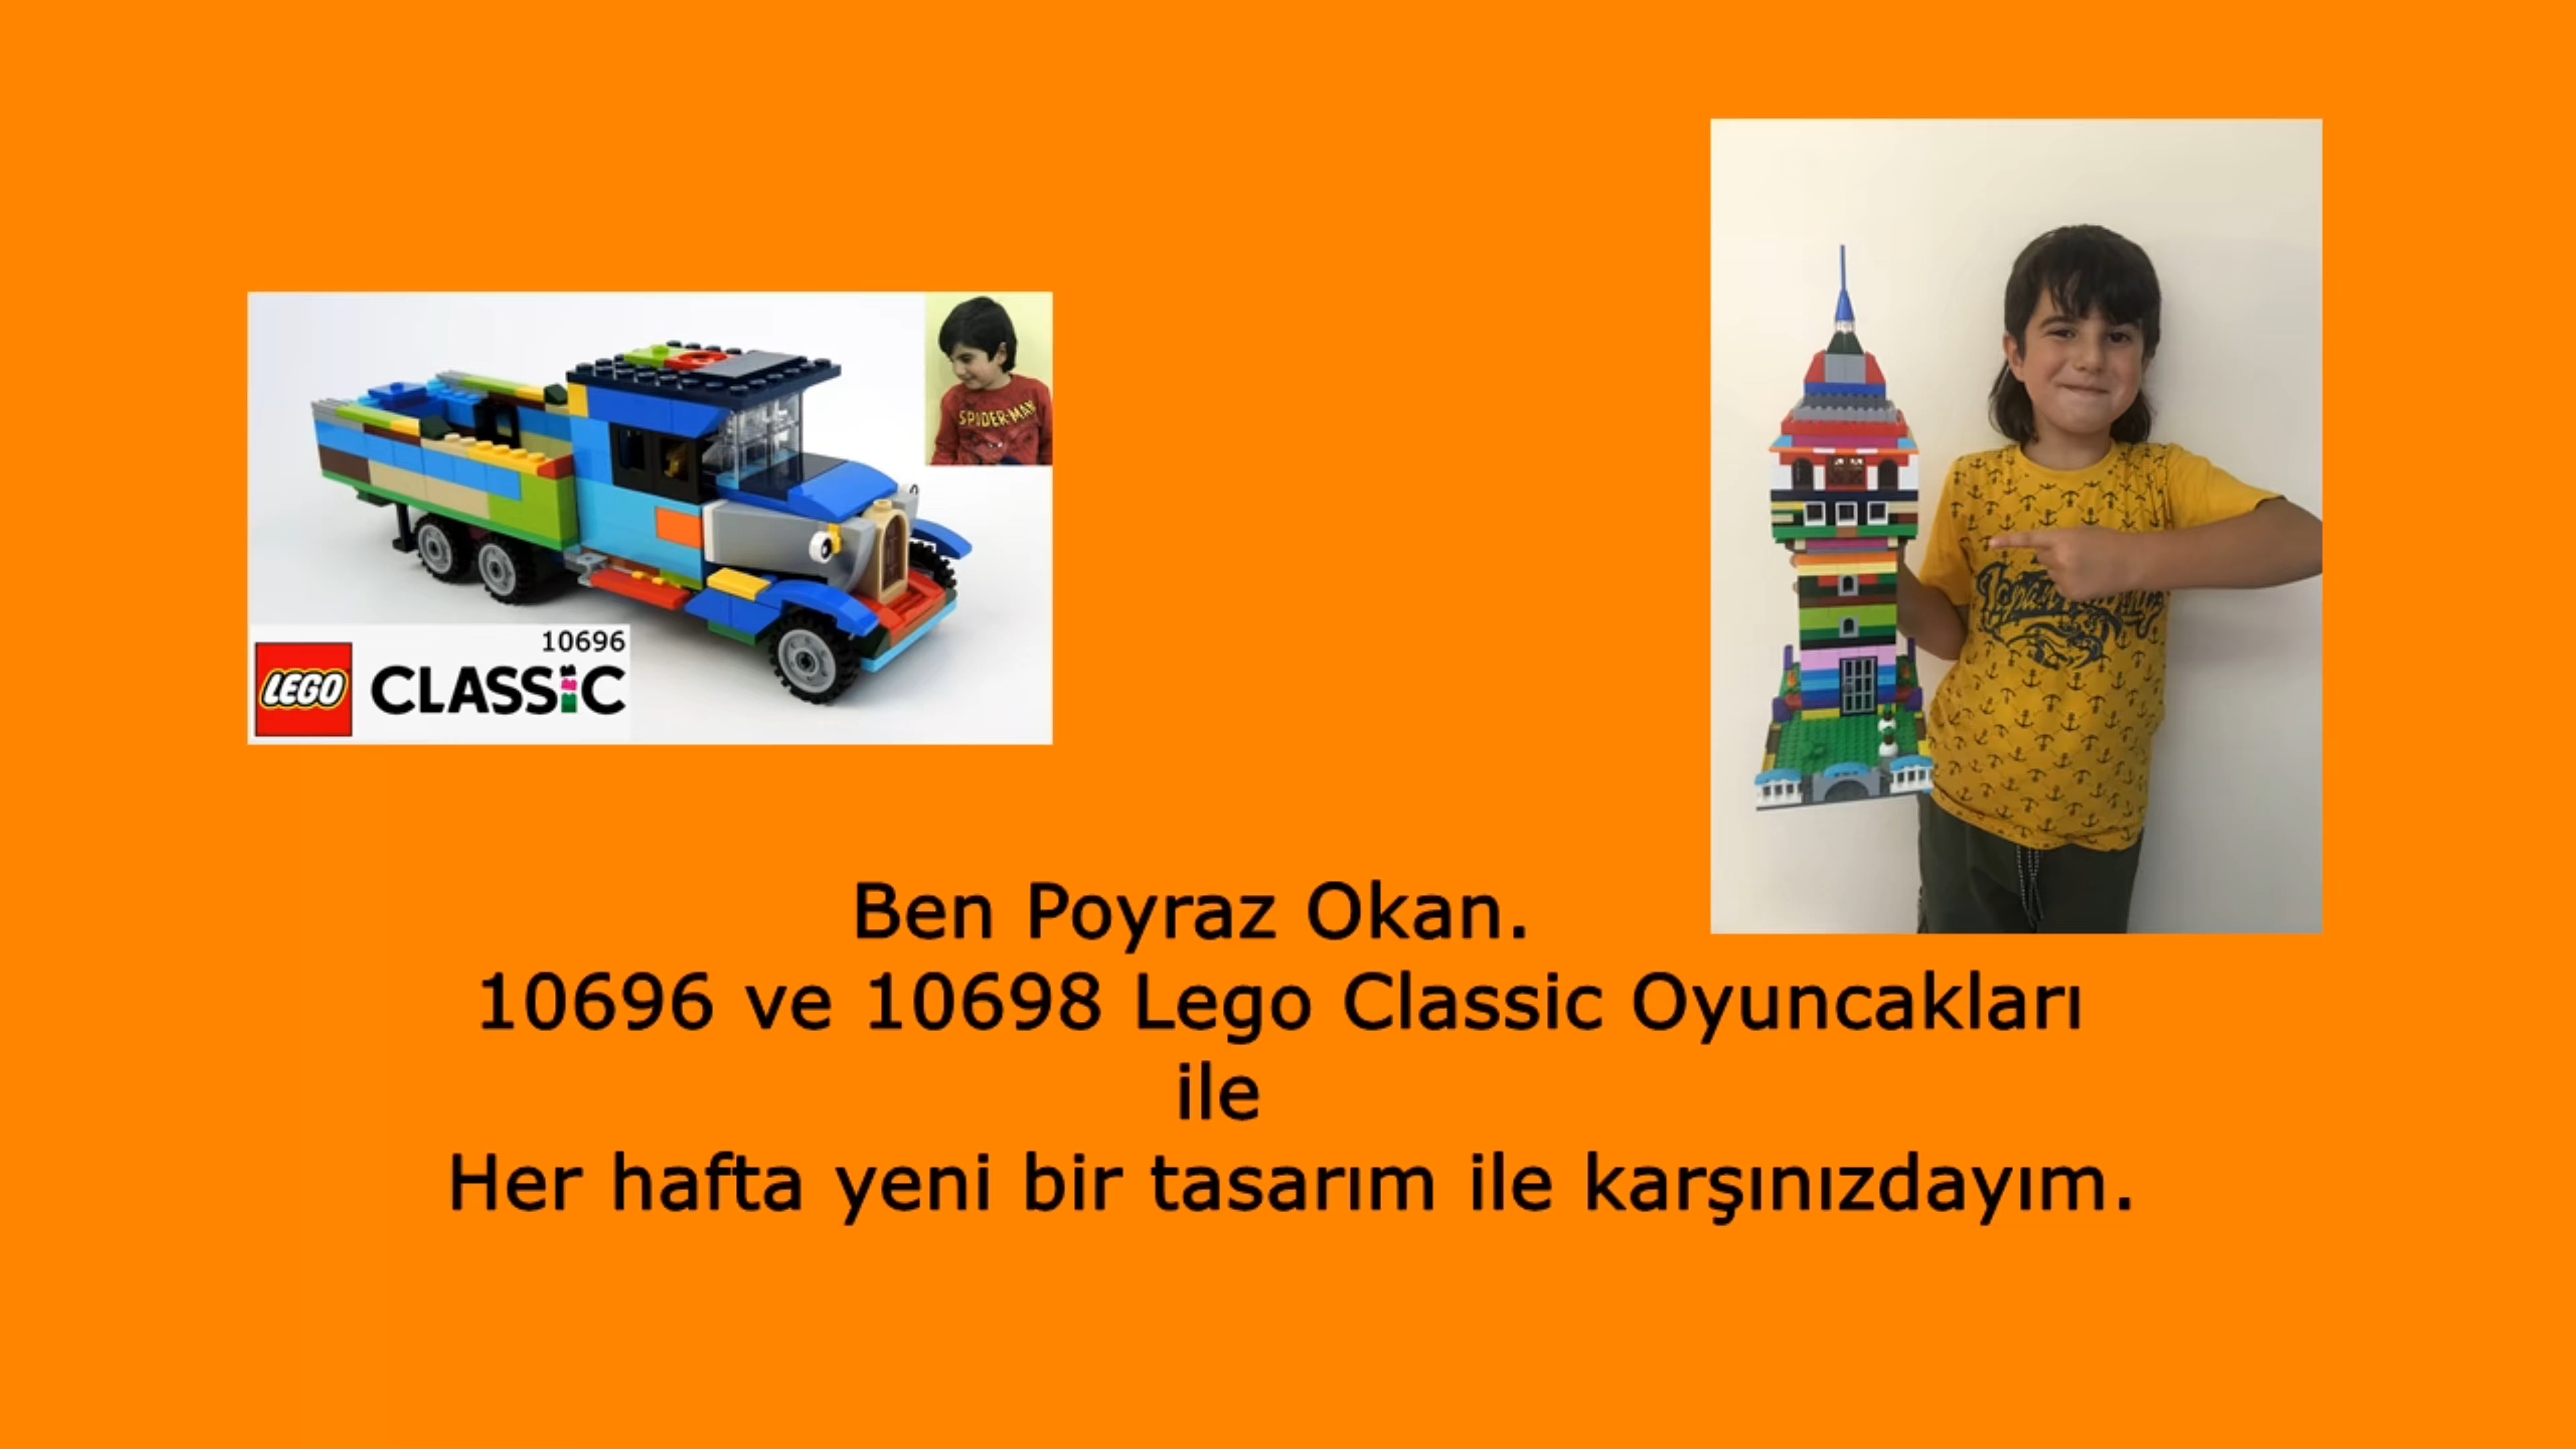 SPIDER-MAN
10696
LEGO CLASSIC
Ben Poyraz Okan.
10696 ve 10698 Lego Classic Oyuncakları
ile
Her hafta yeni bir tasarım ile karşınızdayım.